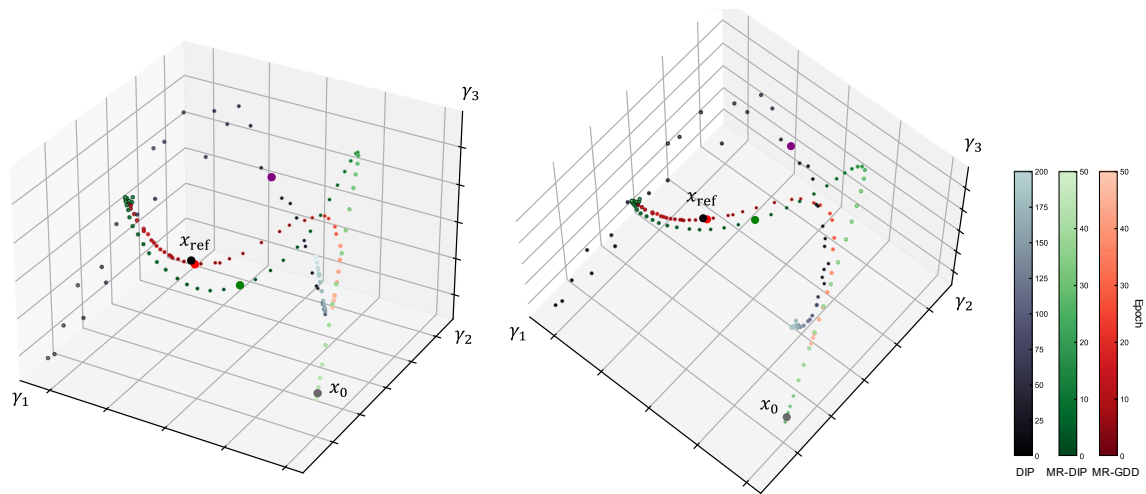 γ₃
x_ref
γ₂
x₀
γ₁
γ₃
x_ref
γ₂
γ₁
x₀
200 50 50
175
150 40 40
125 30 30
100
75 20 20
50 10 10
25
0 0 0
Epoch
DIP MR-DIP MR-GDD